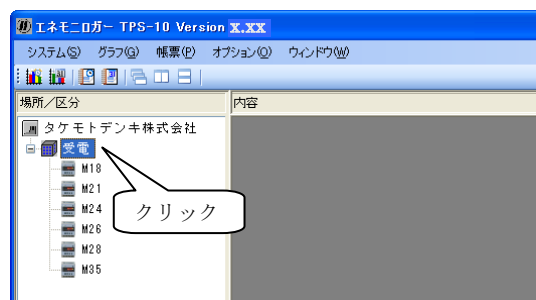 エネモニロガー TPS-10 Version X.XX
システム(S) グラフ(G) 帳票(P) オプション(O) ウィンドウ(W)
場所／区分 内容
タケモトデンキ株式会社
受電
M18
M21
M24
クリック
M26
M28
M35